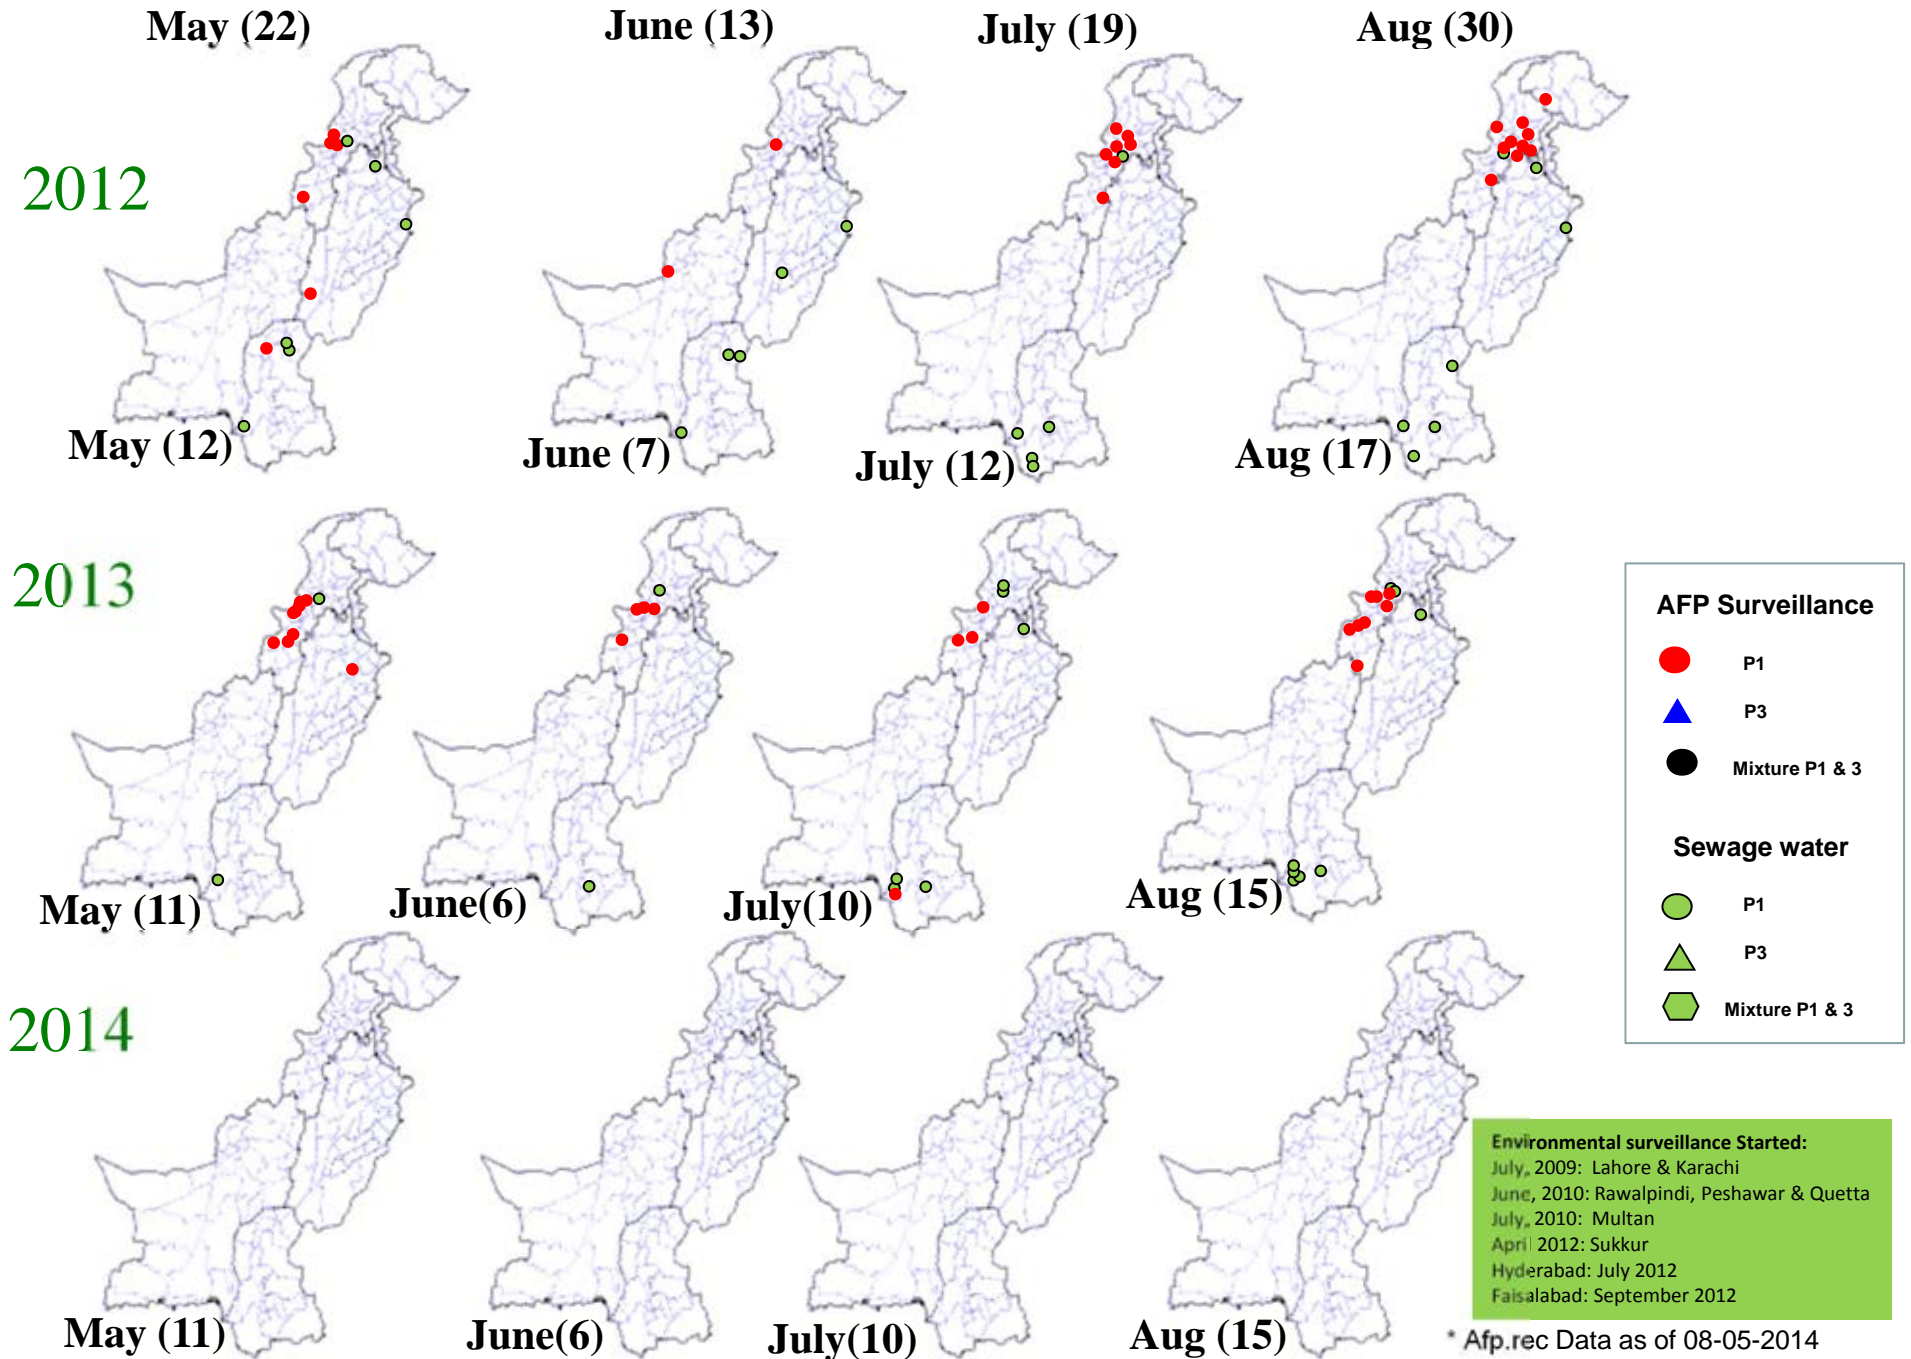 May (22)
June (13)
July (19)
Aug (30)
2012
May (12)
June (7)
July (12)
Aug (17)
2013
May (11)
June(6)
July(10)
Aug (15)
AFP Surveillance
P1
P3
Mixture P1 & 3
Sewage water
P1
P3
Mixture P1 & 3
2014
May (11)
June(6)
July(10)
Aug (15)
Environmental surveillance Started:
July, 2009: Lahore & Karachi
June, 2010: Rawalpindi, Peshawar & Quetta
July, 2010: Multan
April 2012: Sukkur
Hyderabad: July 2012
Faisalabad: September 2012
* Afp.rec Data as of 08-05-2014